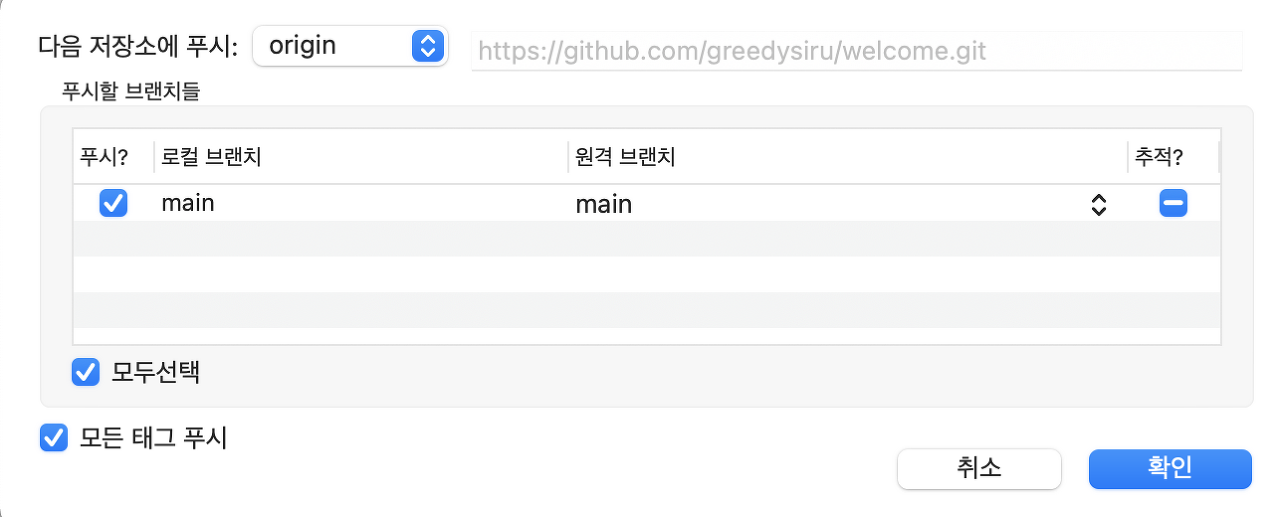 다음 저장소에 푸시: origin https://github.com/greedysiru/welcome.git
푸시할 브랜치들
푸시? 로컬 브랜치 원격 브랜치 추적?
main main
모두선택
모든 태그 푸시
취소 확인